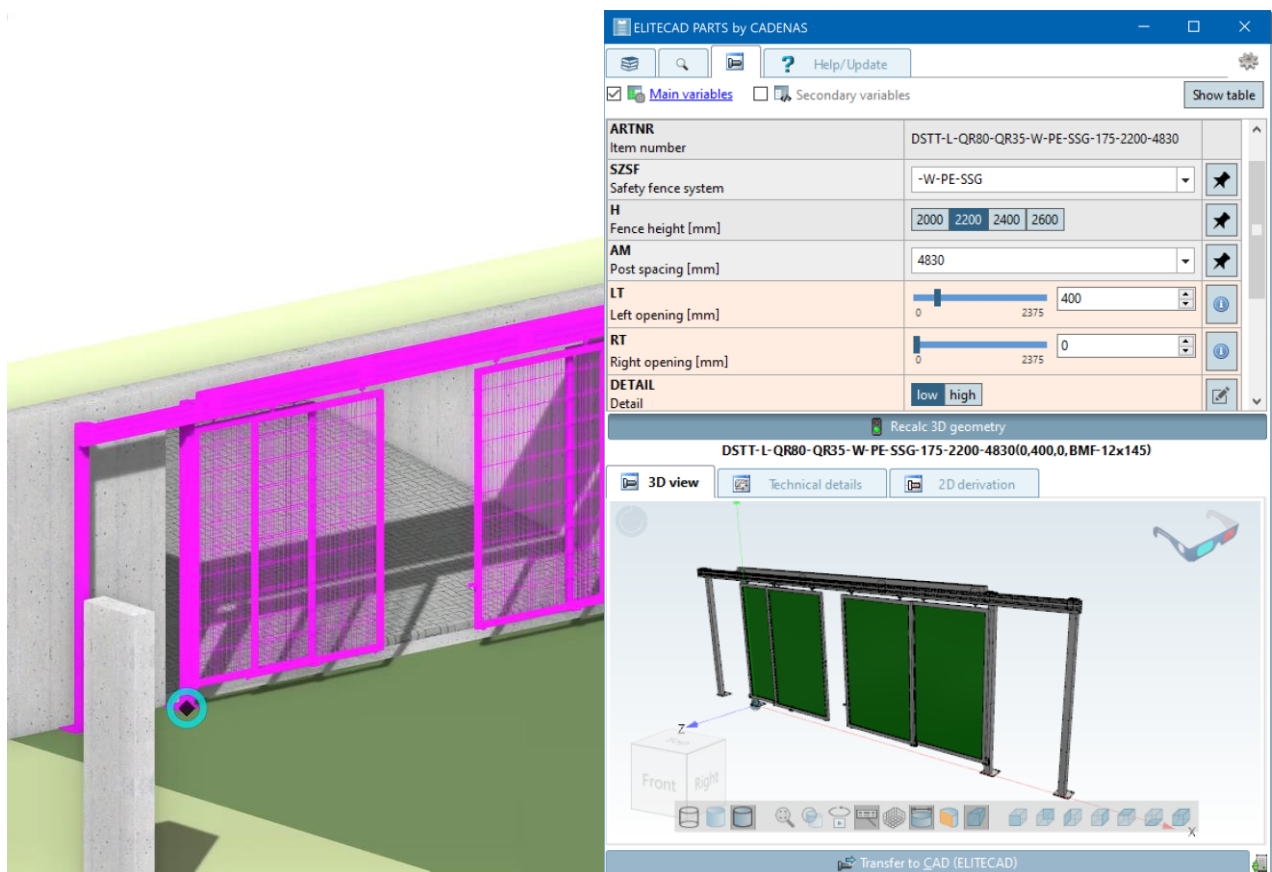 ELITECAD PARTS by CADENAS
? Help/Update
Main variables Secondary variables Show table
ARTNR
Item number
DSTT-L-QR80-QR35-W-PE-SSG-175-2200-4830
SZSF
Safety fence system
-W-PE-SSG
H
Fence height [mm]
2000 2200 2400 2600
AM
Post spacing [mm]
4830
LT
Left opening [mm]
0 2375
400
RT
Right opening [mm]
0 2375
0
DETAIL
Detail
low high
Recalc 3D geometry
DSTT-L-QR80-QR35-W-PE-SSG-175-2200-4830(0,400,0,BMF-12x145)
3D view Technical details 2D derivation
Z
Front Right
X
Transfer to CAD (ELITECAD)